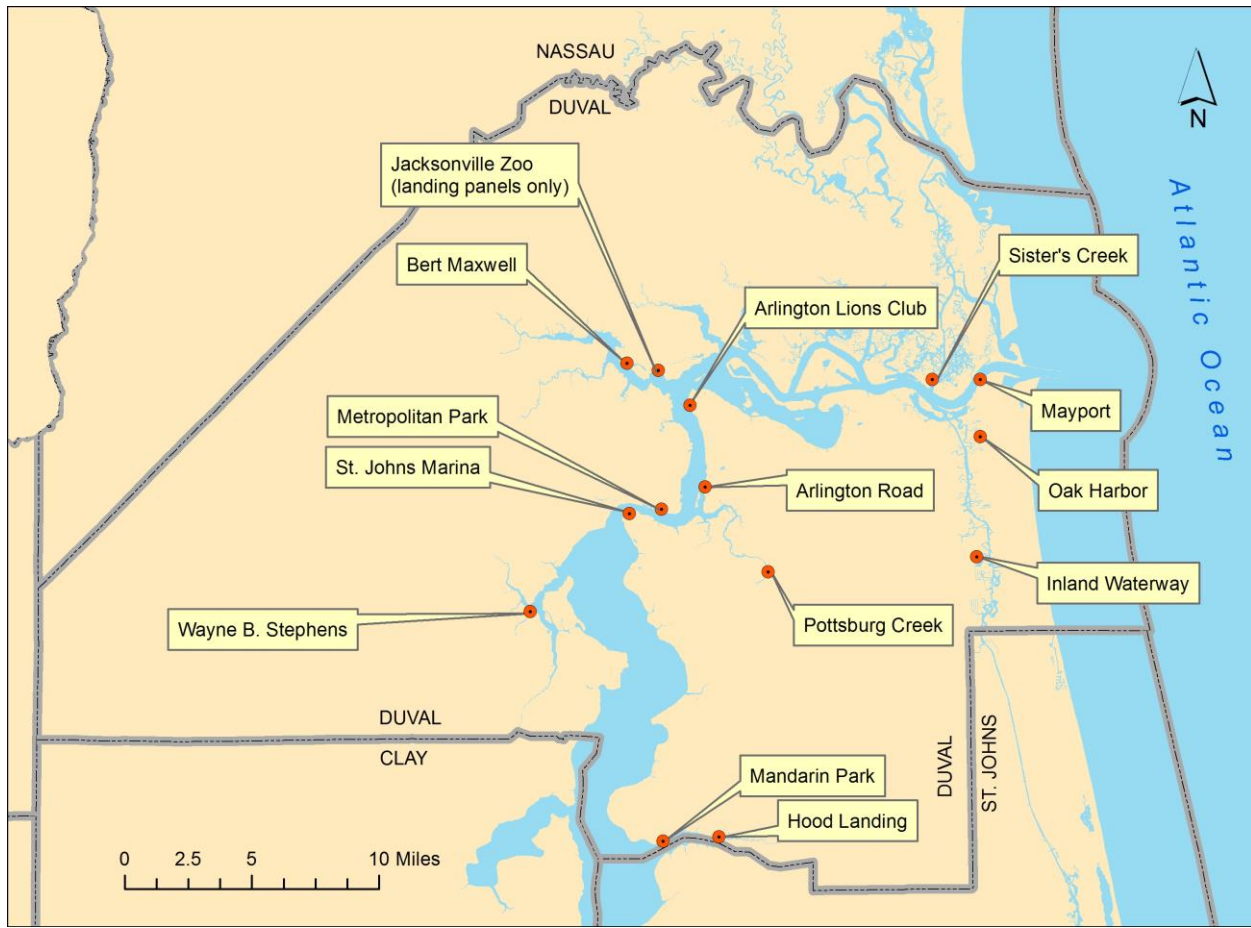 NASSAU
DUVAL
N
Jacksonville Zoo
(landing panels only)
Bert Maxwell
Arlington Lions Club
Sister's Creek
Atlantic Ocean
Metropolitan Park
St. Johns Marina
Mayport
Arlington Road
Oak Harbor
Inland Waterway
Wayne B. Stephens
Pottsburg Creek
DUVAL
CLAY
DUVAL
ST. JOHNS
Mandarin Park
Hood Landing
0 2.5 5 10 Miles